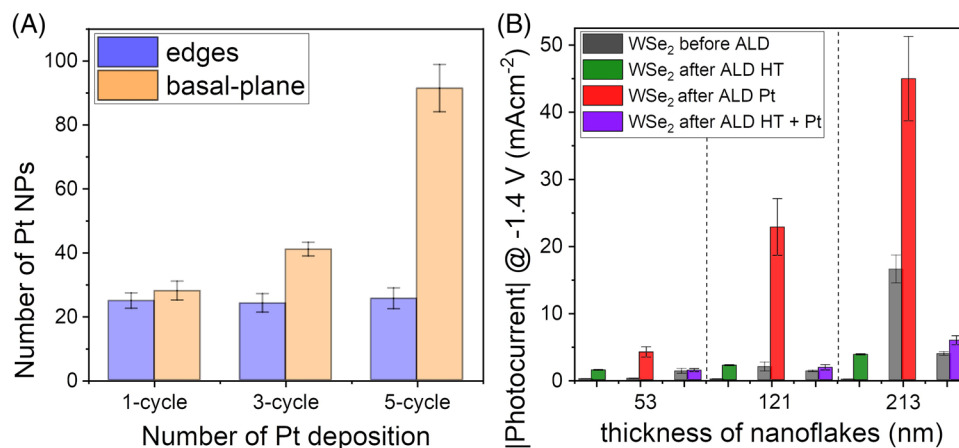 (A)
Number of Pt NPs
100
80
60
40
20
0
edges
basal-plane
1-cycle 3-cycle 5-cycle
Number of Pt deposition
(B)
|Photocurrent| @ -1.4 V (mAcm⁻²)
50
40
30
20
10
0
WSe₂ before ALD
WSe₂ after ALD HT
WSe₂ after ALD Pt
WSe₂ after ALD HT + Pt
53 121 213
thickness of nanoflakes (nm)